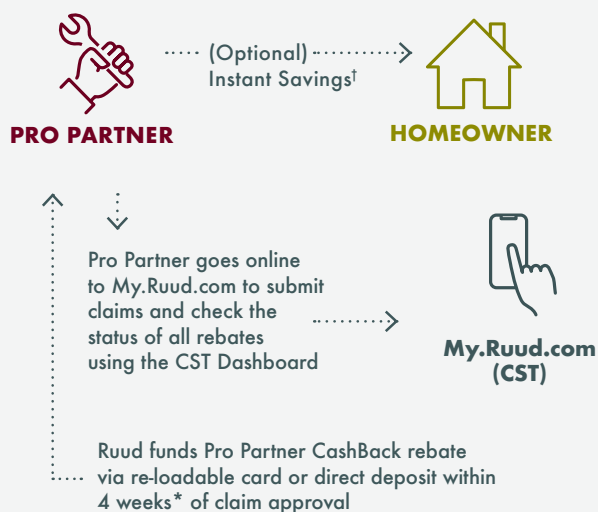 (Optional)
Instant Savings†
PRO PARTNER
HOMEOWNER
Pro Partner goes online
to My.Ruud.com to submit
claims and check the
status of all rebates
using the CST Dashboard
My.Ruud.com
(CST)
Ruud funds Pro Partner CashBack rebate
via re-loadable card or direct deposit within
4 weeks* of claim approval